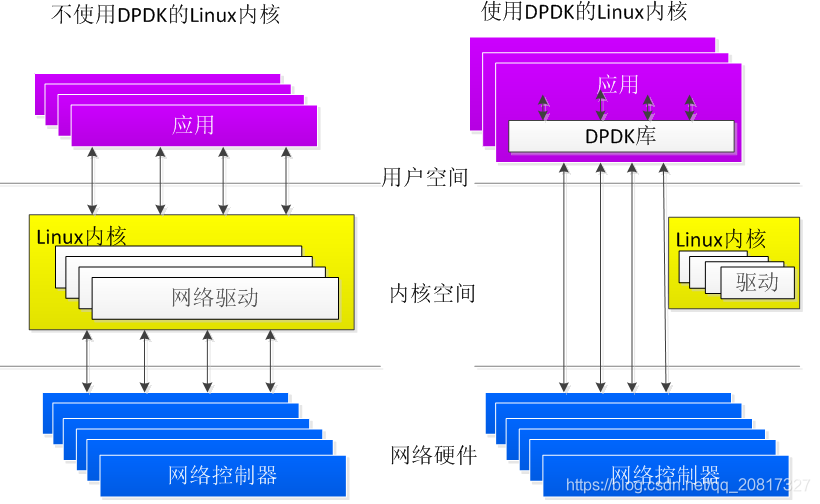 不使用DPDK的Linux内核
使用DPDK的Linux内核
应用
应用
DPDK库
用户空间
Linux内核
网络驱动
Linux内核
驱动
内核空间
网络控制器
网络硬件
网络控制器
https://blog.csdn.net/qq_20817327